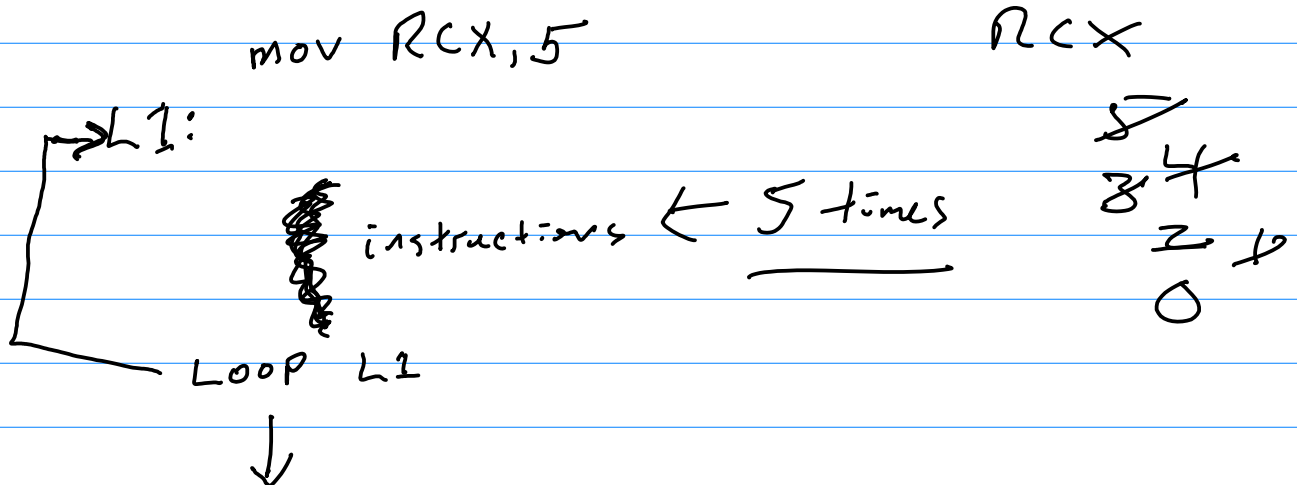 mov RCX, 5
RCX
L1:
5
3 4
instructions ← 5 times
2 1
0
LOOP L1